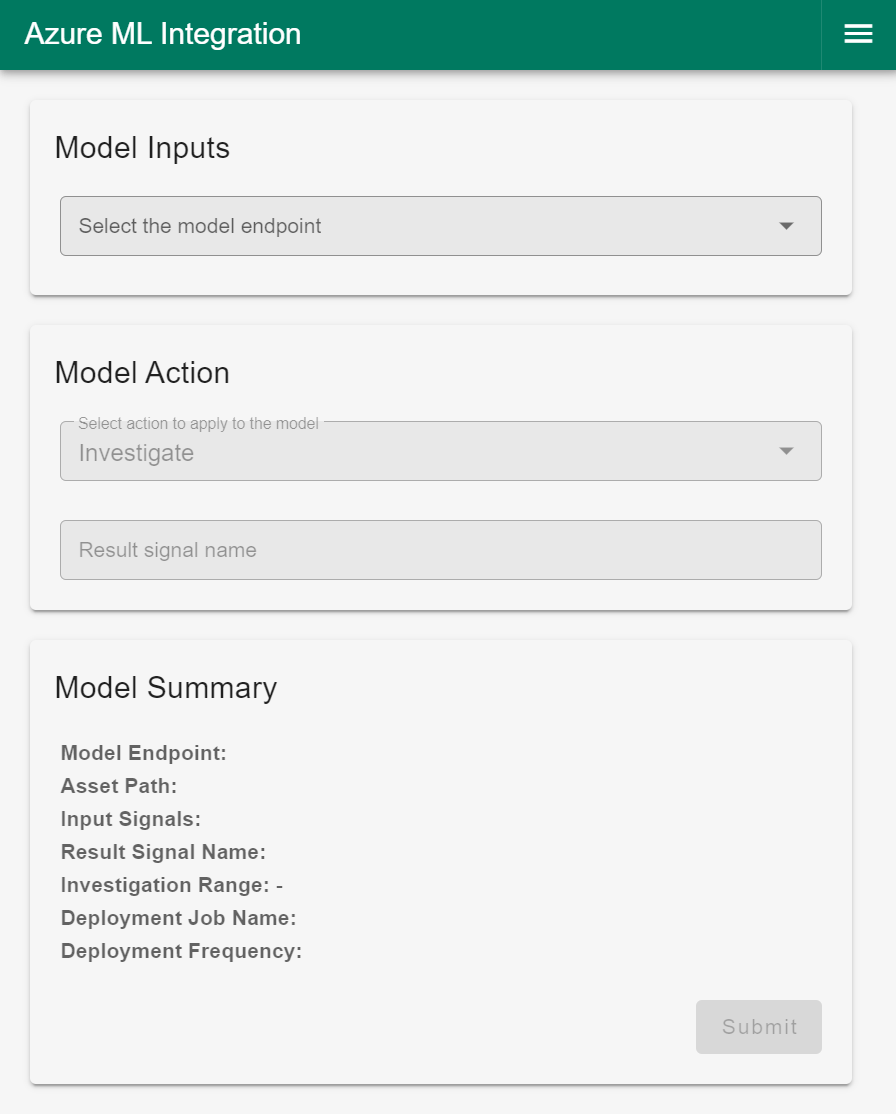 Azure ML Integration
Model Inputs
Select the model endpoint
Model Action
Select action to apply to the model
Investigate
Result signal name
Model Summary
Model Endpoint:
Asset Path:
Input Signals:
Result Signal Name:
Investigation Range: -
Deployment Job Name:
Deployment Frequency:
Submit